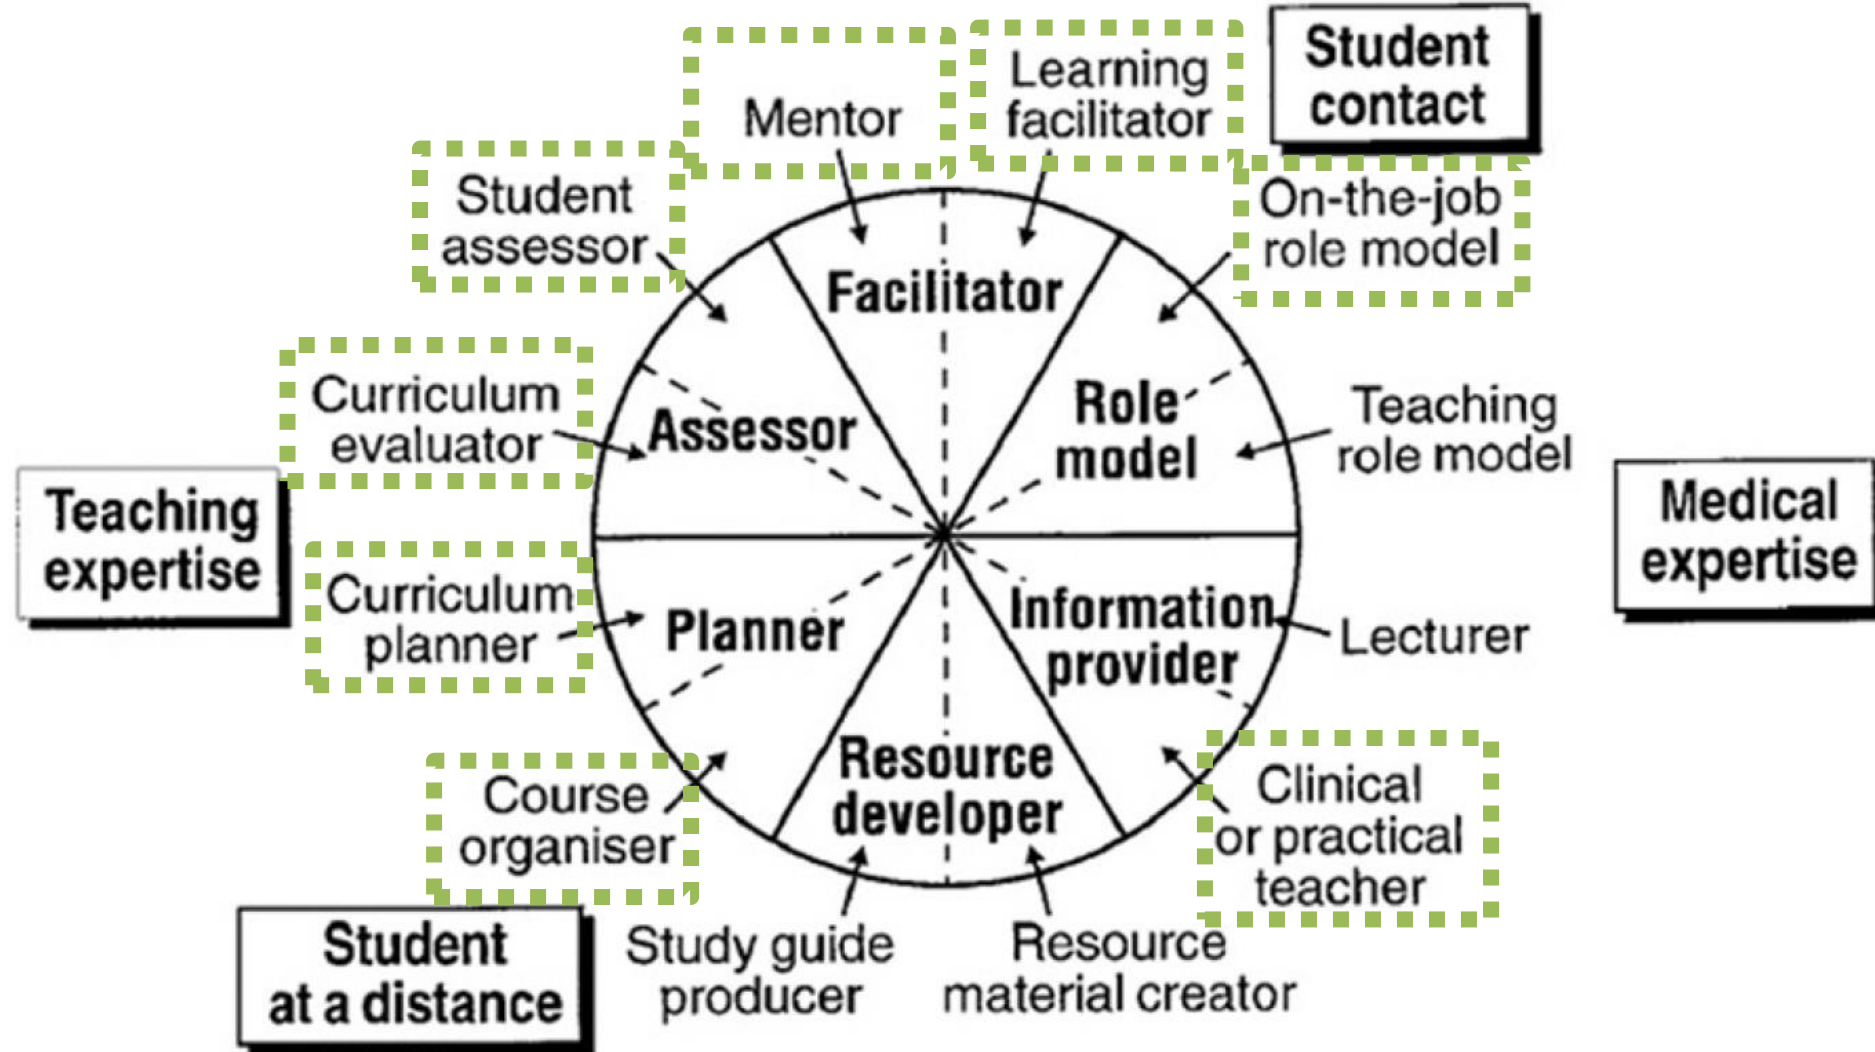 Student
contact
Learning
facilitator
Mentor
Student
assessor
On-the-job
role model
Facilitator
Curriculum
evaluator
Assessor
Role
model
Teaching
role model
Teaching
expertise
Medical
expertise
Curriculum
planner
Planner
Information
provider
Lecturer
Course
organiser
Resource
developer
Clinical
or practical
teacher
Student
at a distance
Study guide
producer
Resource
material creator